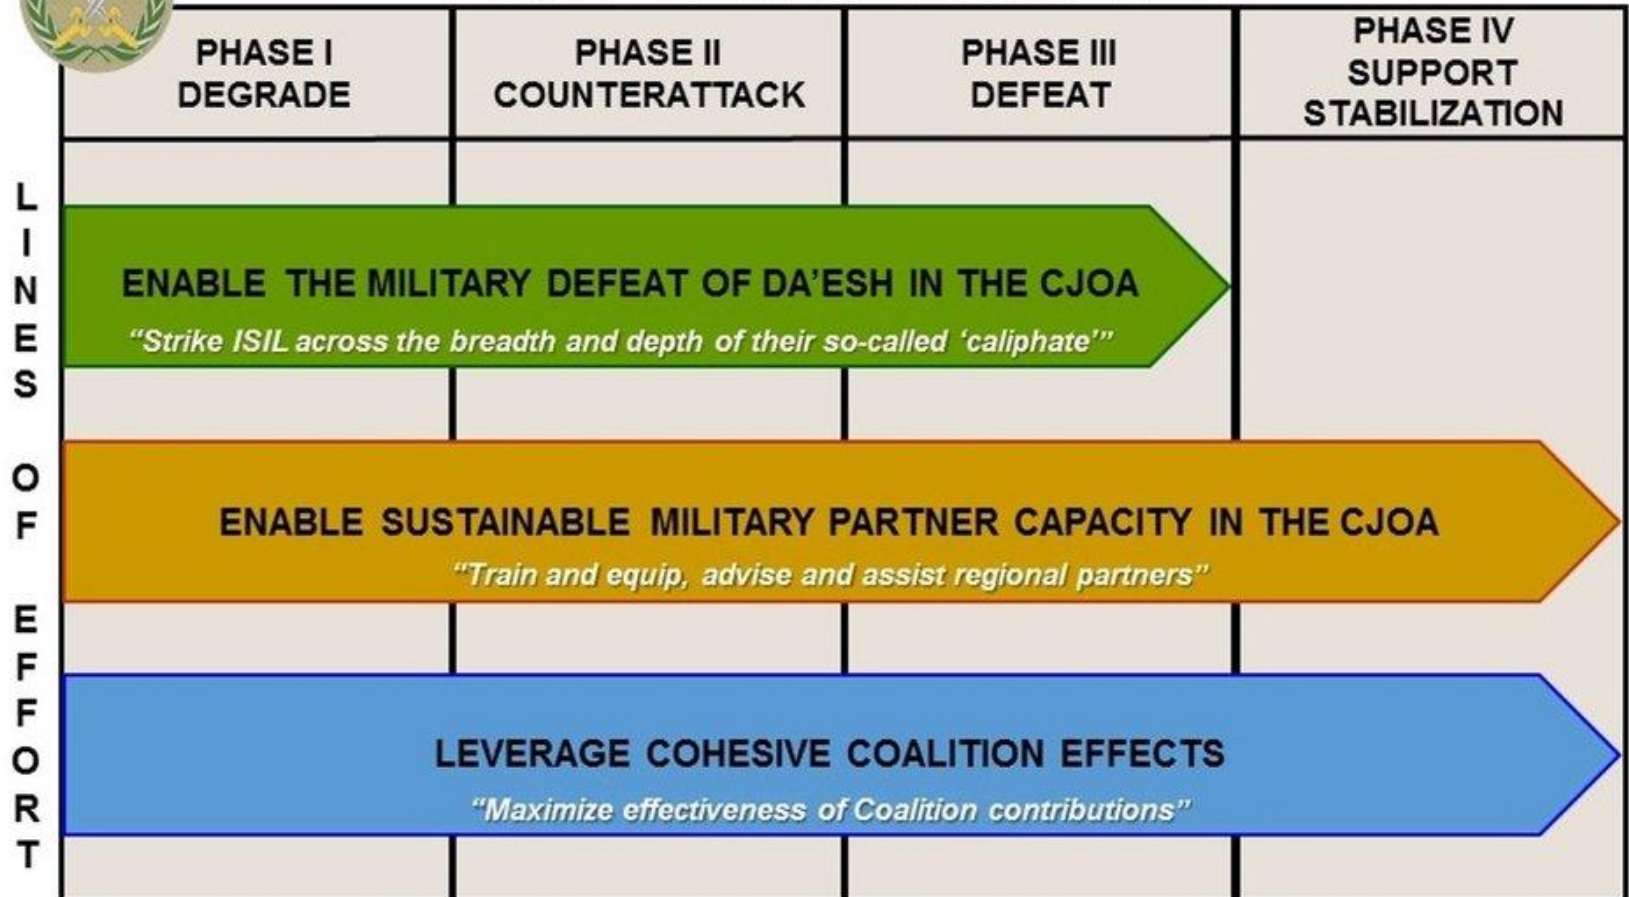 PHASE I
DEGRADE
PHASE II
COUNTERATTACK
PHASE III
DEFEAT
PHASE IV
SUPPORT
STABILIZATION
LINES OF EFFORT
ENABLE THE MILITARY DEFEAT OF DA’ESH IN THE CJOA
“Strike ISIL across the breadth and depth of their so-called ‘caliphate’”
ENABLE SUSTAINABLE MILITARY PARTNER CAPACITY IN THE CJOA
“Train and equip, advise and assist regional partners”
LEVERAGE COHESIVE COALITION EFFECTS
“Maximize effectiveness of Coalition contributions”